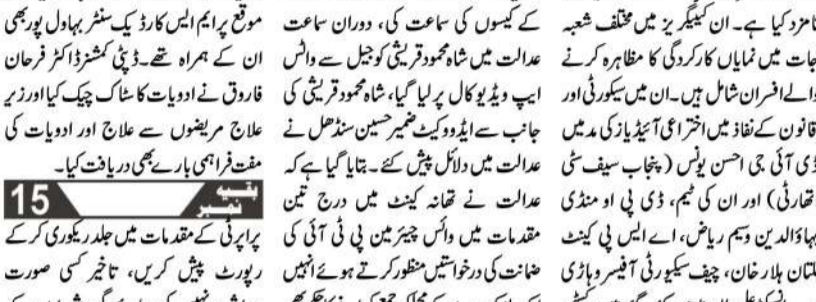 نامزد کیا ہے۔ ان کیٹیگریز میں مختلف شعبہ
جات میں نمایاں کارکردگی کا مظاہرہ کرنے
والے افسران شامل ہیں۔ ان میں سیکورٹی اور
قانون کے نفاذ میں اختراعی آئیڈیاز کی مد میں
ڈی آئی جی احسن یونس (پنجاب سیف سٹی
اتھارٹی) اور ان کی ٹیم، ڈی پی او منڈی
بہاؤالدین وسیم ریاض، اے ایس پی کینٹ
ملتان ہلار خان، چیف سیکیورٹی آفیسر وہاڑی
کے کیسوں کی سماعت کی، دوران سماعت
عدالت میں شاہ محمود قریشی کو جیل سے واٹس
ایپ ویڈیو کال پر لیا گیا، شاہ محمود قریشی کی
جانب سے ایڈووکیٹ ضمیر حسین سنڈھل نے
عدالت میں دلائل پیش کئے۔ بتایا گیا ہے کہ
عدالت نے تھانہ کینٹ میں درج تین
مقدمات میں وائس چیئرمین پی ٹی آئی کی
ضمانت کی درخواستیں منظور کرتے ہوئے انہیں
موقع پر ایم ایس کارڈیک سنٹر بہاول پور بھی
ان کے ہمراہ تھے۔ ڈپٹی کمشنر ڈاکٹر فرحان
فاروق نے ادویات کا سٹاک چیک کیا اور زیر
علاج مریضوں سے علاج اور ادویات کی
مفت فراہمی بارے بھی دریافت کیا۔
بقیہ نمبر 15
پراپرٹی کے مقدمات میں جلد ریکوری کر کے
رپورٹ پیش کریں، تاخیر کسی صورت